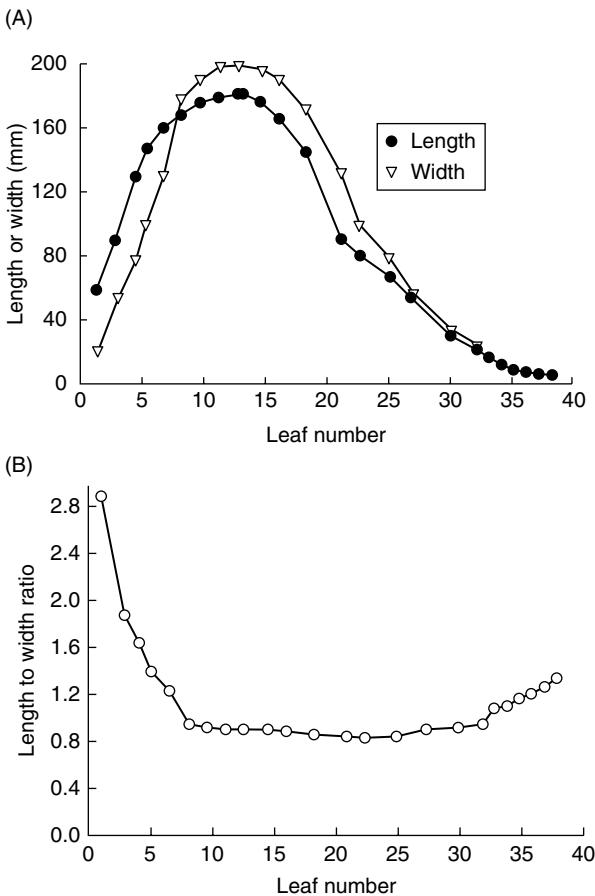 (A)
200
160
120
80
40
0
Length or width (mm)
Length
Width
0 5 10 15 20 25 30 35 40
Leaf number
(B)
2.8
2.4
2.0
1.6
1.2
0.8
0.4
0.0
Length to width ratio
0 5 10 15 20 25 30 35 40
Leaf number